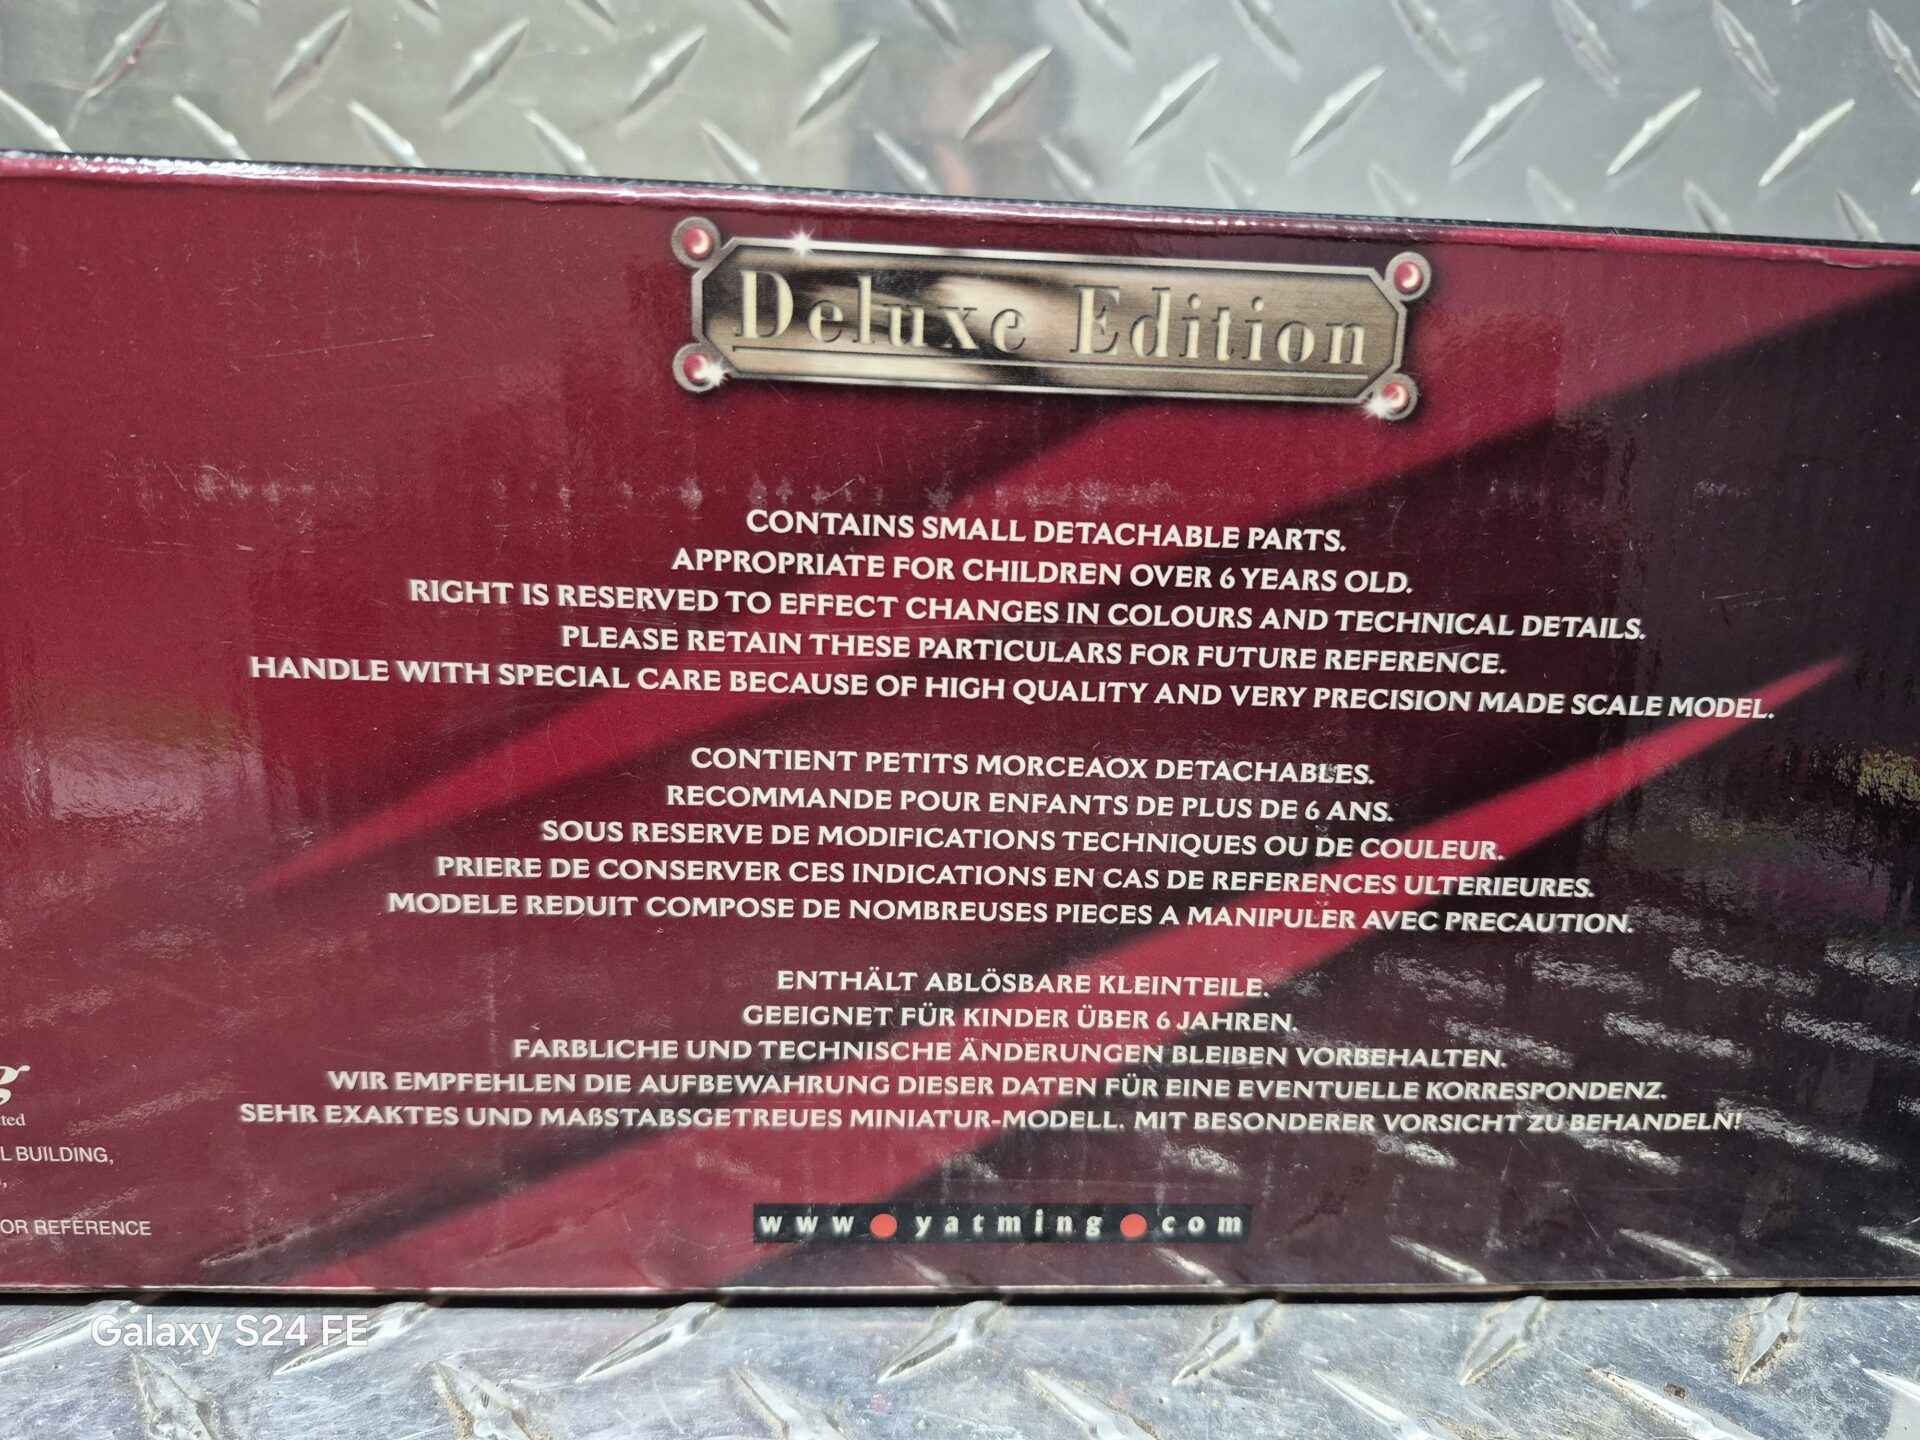 Deluxe Edition
CONTAINS SMALL DETACHABLE PARTS.
APPROPRIATE FOR CHILDREN OVER 6 YEARS OLD.
RIGHT IS RESERVED TO EFFECT CHANGES IN COLOURS AND TECHNICAL DETAILS.
PLEASE RETAIN THESE PARTICULARS FOR FUTURE REFERENCE.
HANDLE WITH SPECIAL CARE BECAUSE OF HIGH QUALITY AND VERY PRECISION MADE SCALE MODEL.
CONTIENT PETITS MORCEAOX DETACHABLES.
RECOMMANDE POUR ENFANTS DE PLUS DE 6 ANS.
SOUS RESERVE DE MODIFICATIONS TECHNIQUES OU DE COULEUR.
PRIERE DE CONSERVER CES INDICATIONS EN CAS DE REFERENCES ULTERIEURES.
MODELE REDUIT COMPOSE DE NOMBREUSES PIECES A MANIPULER AVEC PRECAUTION.
ENTHÄLT ABLÖSBARE KLEINTEILE.
GEEIGNET FÜR KINDER ÜBER 6 JAHREN.
FARBLICHE UND TECHNISCHE ÄNDERUNGEN BLEIBEN VORBEHALTEN.
WIR EMPFEHLEN DIE AUFBEWAHRUNG DIESER DATEN FÜR EINE EVENTUELLE KORRESPONDENZ.
SEHR EXAKTES UND MAßSTABSGETREUES MINIATUR-MODELL. MIT BESONDERER VORSICHT ZU BEHANDELN!
g
ted
L BUILDING,
,
OR REFERENCE
www.yatming.com
Galaxy S24 FE